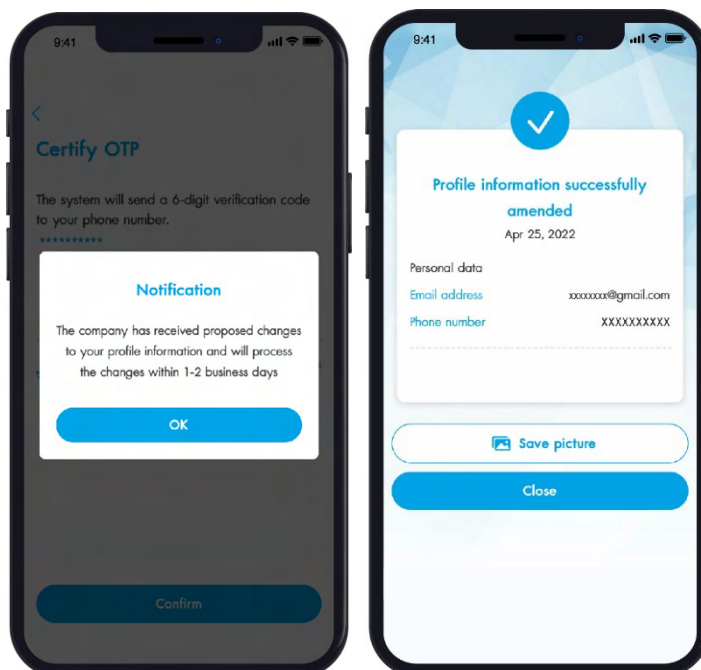 9:41
Certify OTP
The system will send a 6-digit verification code
to your phone number.
**********
Notification
The company has received proposed changes
to your profile information and will process
the changes within 1-2 business days
OK
Confirm
9:41
Profile information successfully
amended
Apr 25, 2022
Personal data
Email address xxxxxxx@gmail.com
Phone number XXXXXXXXXX
Save picture
Close